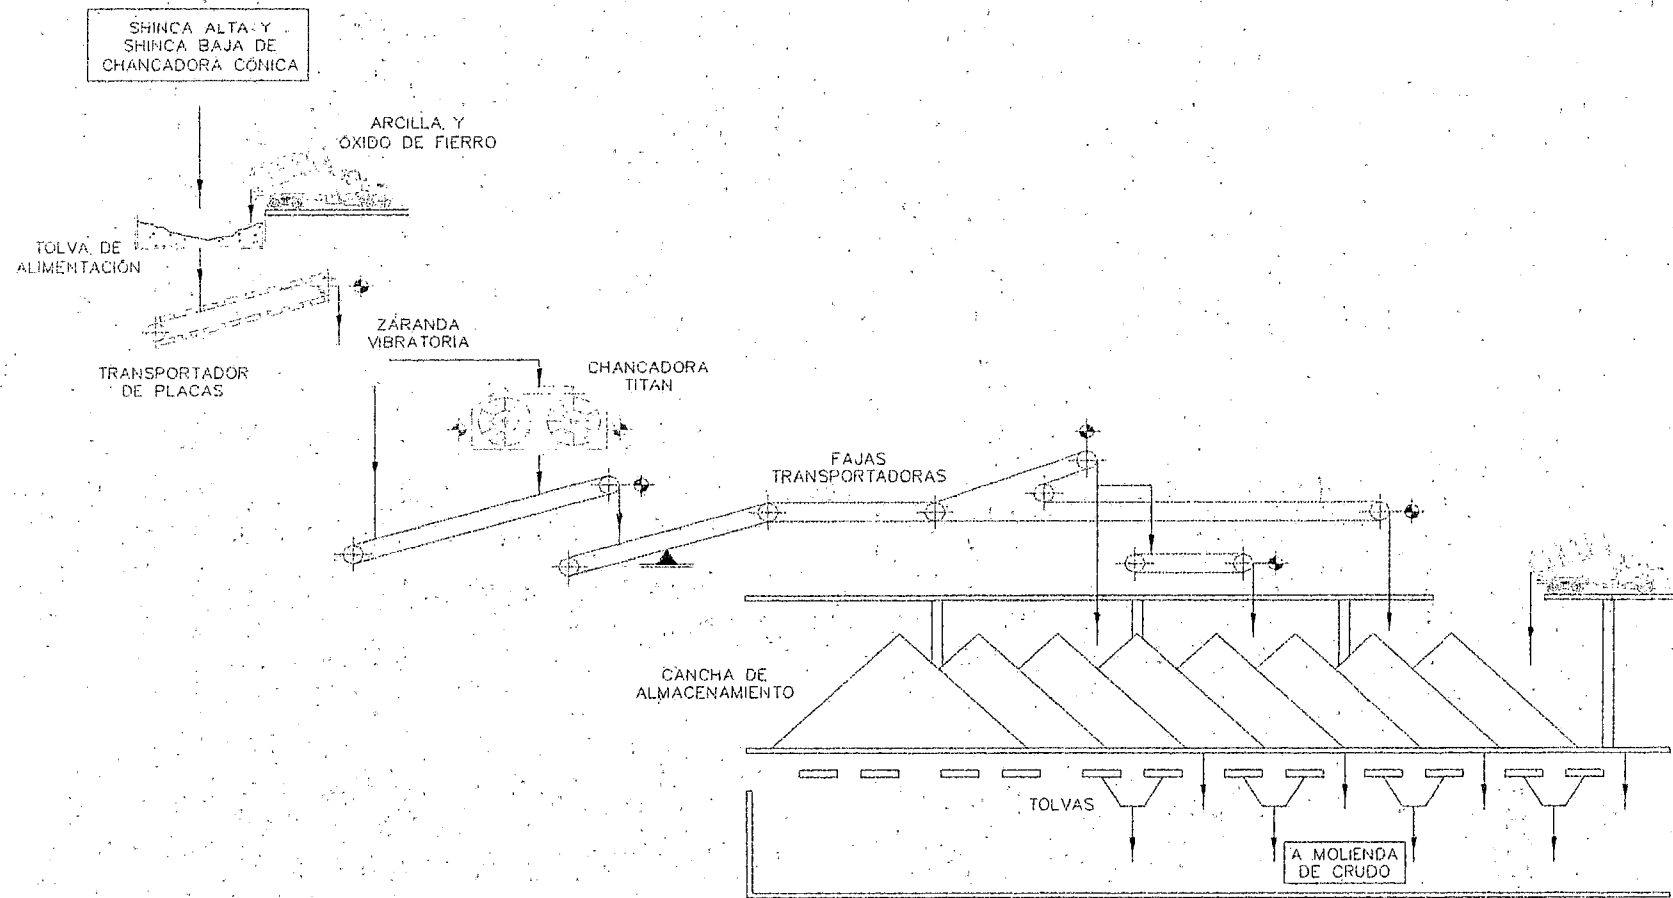 SHINCA ALTA Y
SHINCA BAJA DE
CHANCADORA CÓNICA
ARCILLA Y
ÓXIDO DE FIERRO
TOLVA DE
ALIMENTACIÓN
TRANSPORTADOR
DE PLACAS
ZARANDA
VIBRATORIA
CHANCADORA
TITAN
FAJAS
TRANSPORTADORAS
CANCHA DE
ALMACENAMIENTO
TOLVAS
A MOLIENDA
DE CRUDO